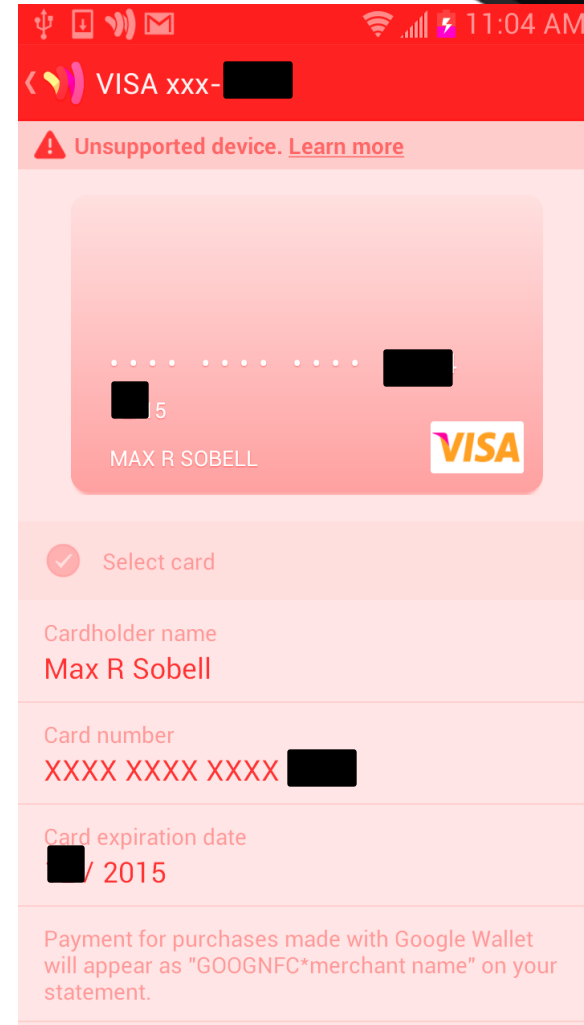 11:04 AM
VISA xxx-
Unsupported device. Learn more
.... .... ....
5
MAX R SOBELL
VISA
Select card
Cardholder name
Max R Sobell
Card number
XXXX XXXX XXXX
Card expiration date
/ 2015
Payment for purchases made with Google Wallet
will appear as "GOOGNFC*merchant name" on your
statement.